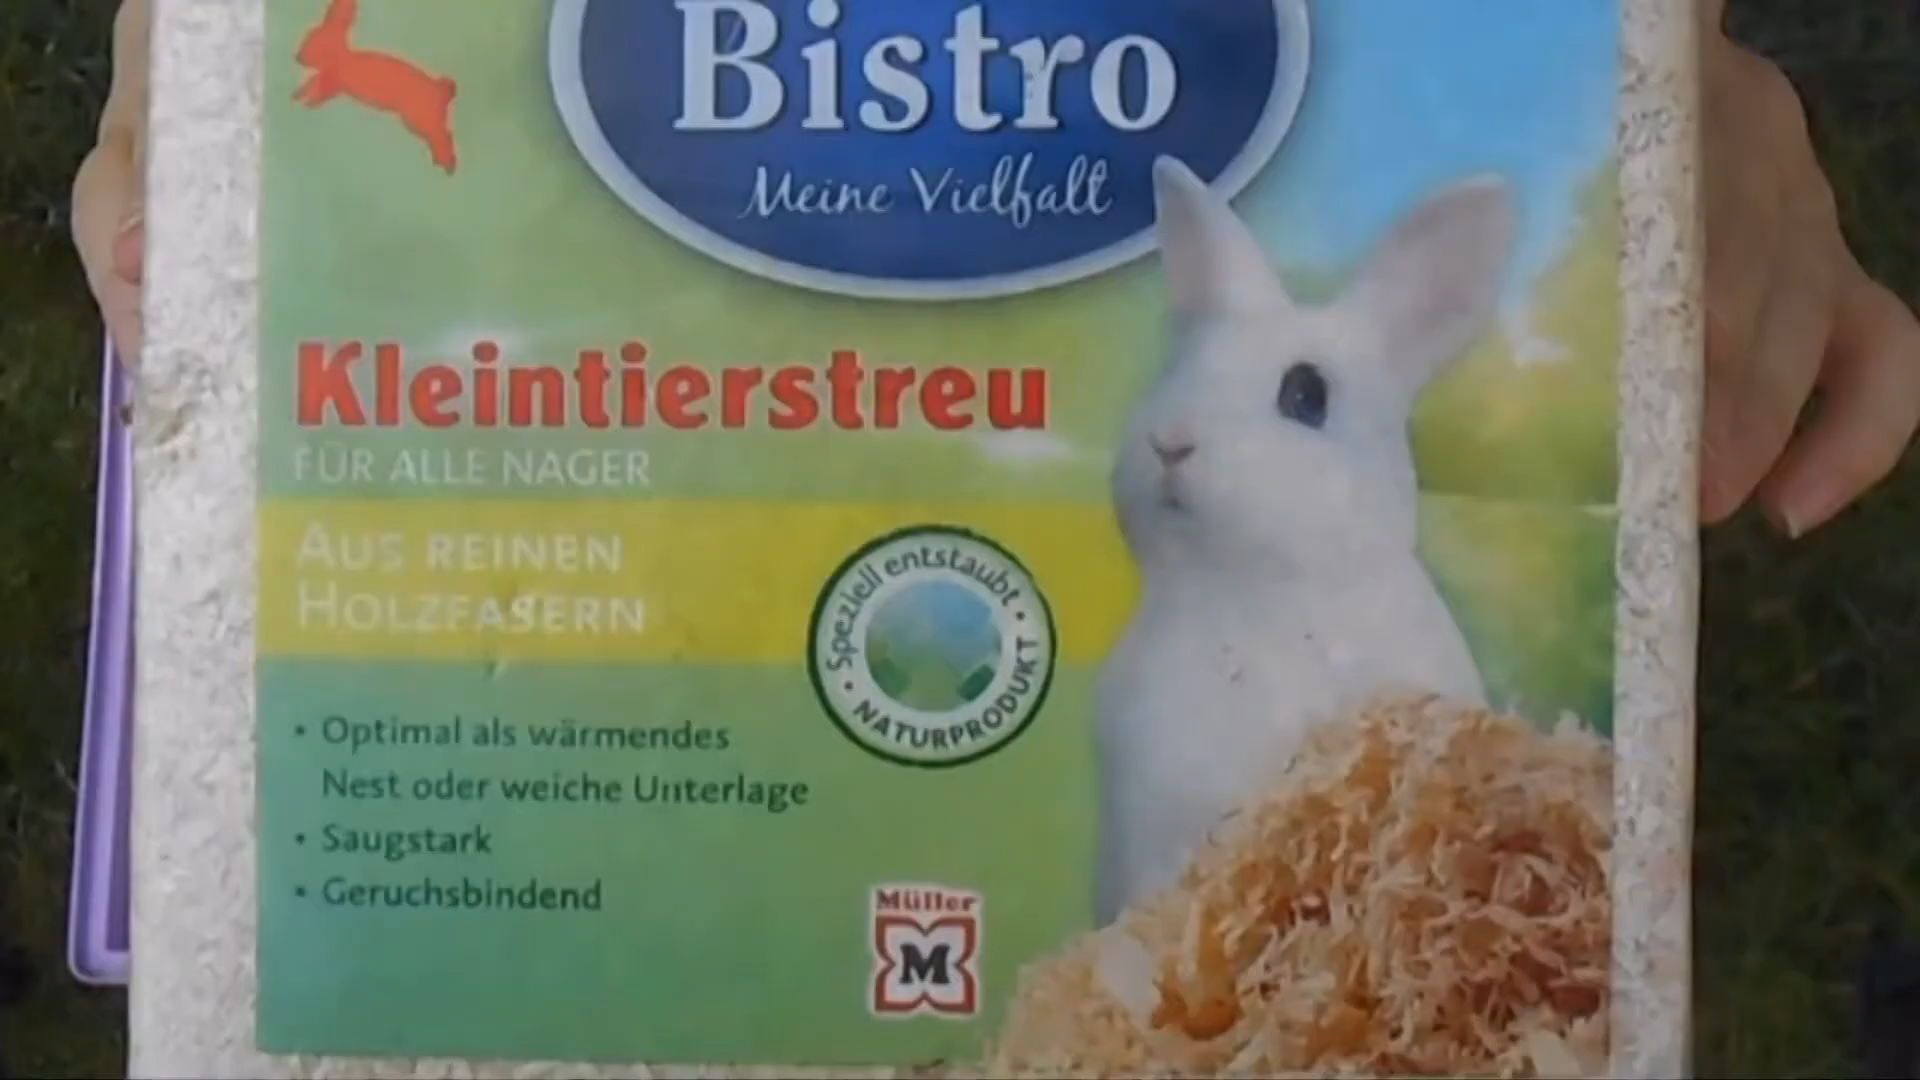 Bistro
Meine Vielfalt
Kleintierstreu
FÜR ALLE NAGER
AUS REINEN
HOLZFASERN
Speziell entstaubt •
• NATURPRODUKT
• Optimal als wärmendes
Nest oder weiche Unterlage
• Saugstark
• Geruchsbindend
Müller
M